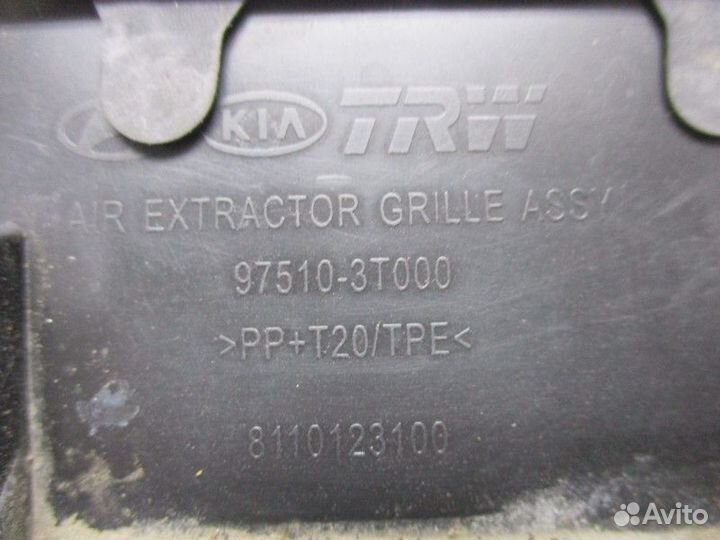 KIA TRW
AIR EXTRACTOR GRILLE ASSY
97510-3T000
>PP+T20/TPE<
8110123100
Avito